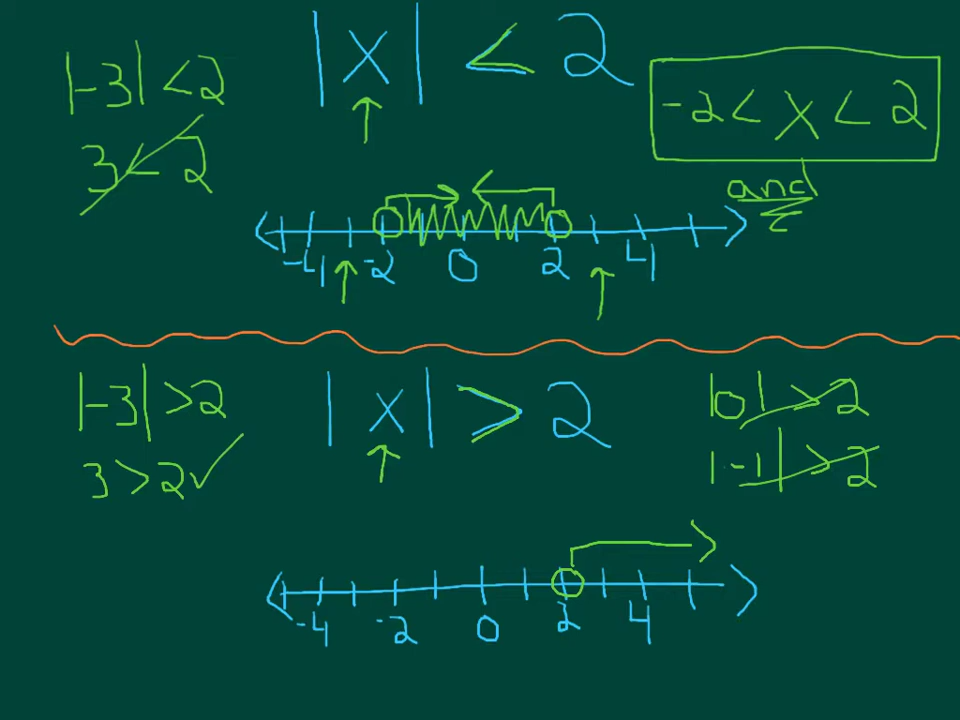 |x| < 2
|-3| < 2
3 < 2
-2 < x < 2
and
-4 -2 0 2 4
|x| > 2
|-3| > 2
3 > 2 ✓
|0| > 2
|-1| > 2
-4 -2 0 2 4